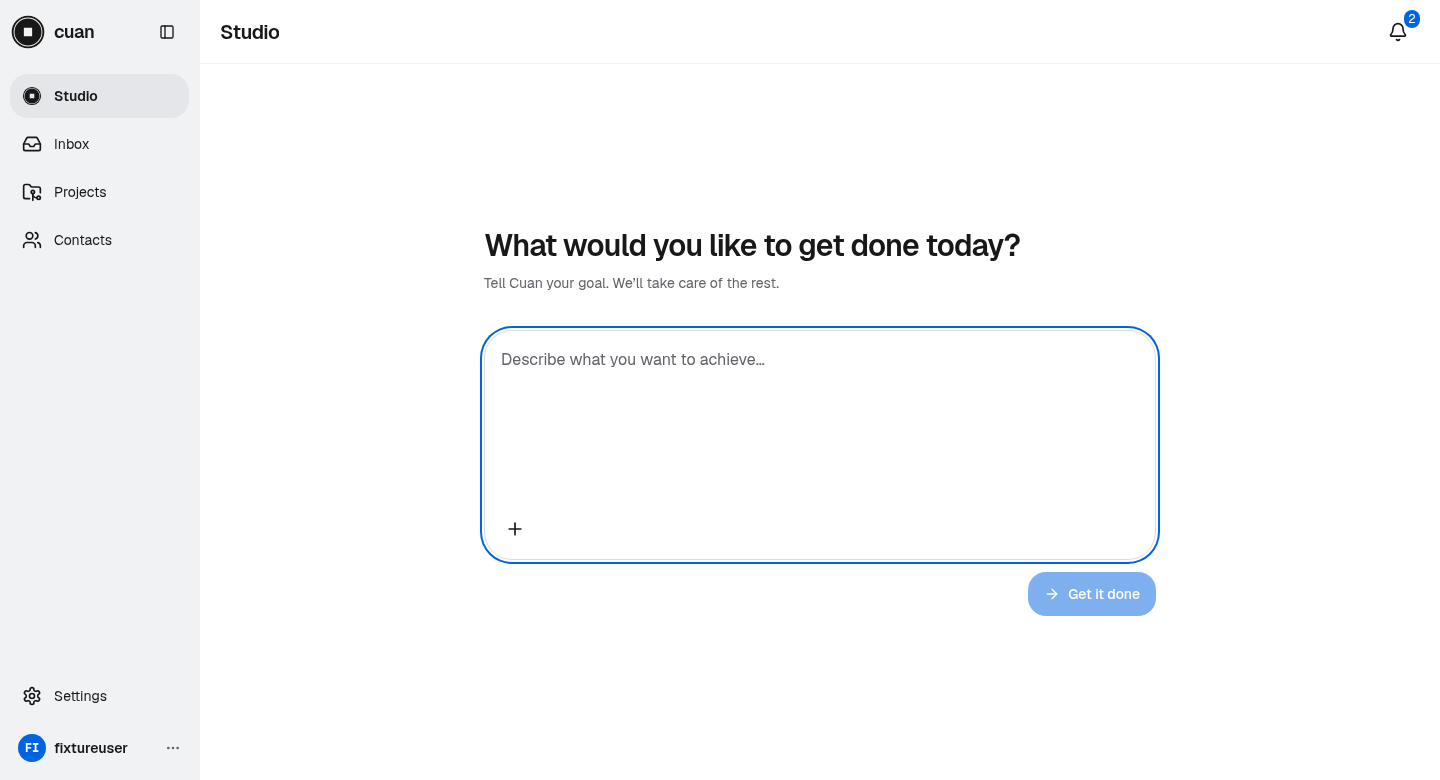 cuan
Studio
Inbox
Projects
Contacts
Settings
FI
fixtureuser
Studio
2
What would you like to get done today?
Tell Cuan your goal. We'll take care of the rest.
Describe what you want to achieve…
Get it done